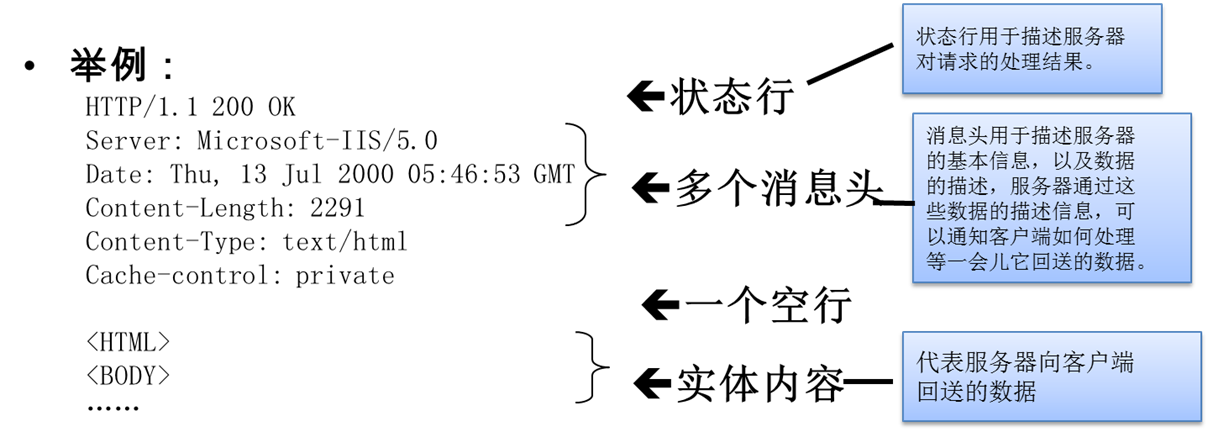 • 举例：
HTTP/1.1 200 OK
Server: Microsoft-IIS/5.0
Date: Thu, 13 Jul 2000 05:46:53 GMT
Content-Length: 2291
Content-Type: text/html
Cache-control: private
<HTML>
<BODY>
……
←状态行
←多个消息头
←一个空行
←实体内容
状态行用于描述服务器
对请求的处理结果。
消息头用于描述服务器
的基本信息，以及数据
的描述，服务器通过这
些数据的描述信息，可
以通知客户端如何处理
等一会儿它回送的数据。
代表服务器向客户端
回送的数据